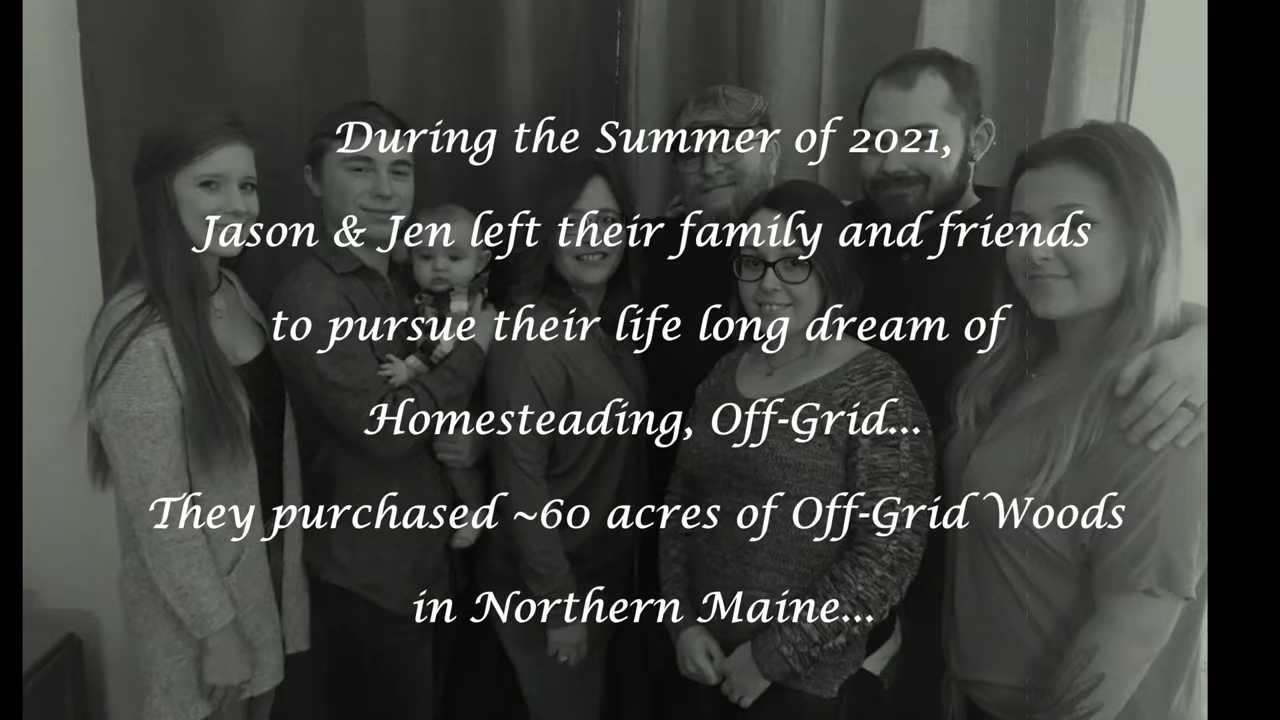 During the Summer of 2021,
Jason & Jen left their family and friends
to pursue their life long dream of
Homesteading, Off-Grid...
They purchased ~60 acres of Off-Grid Woods
in Northern Maine...